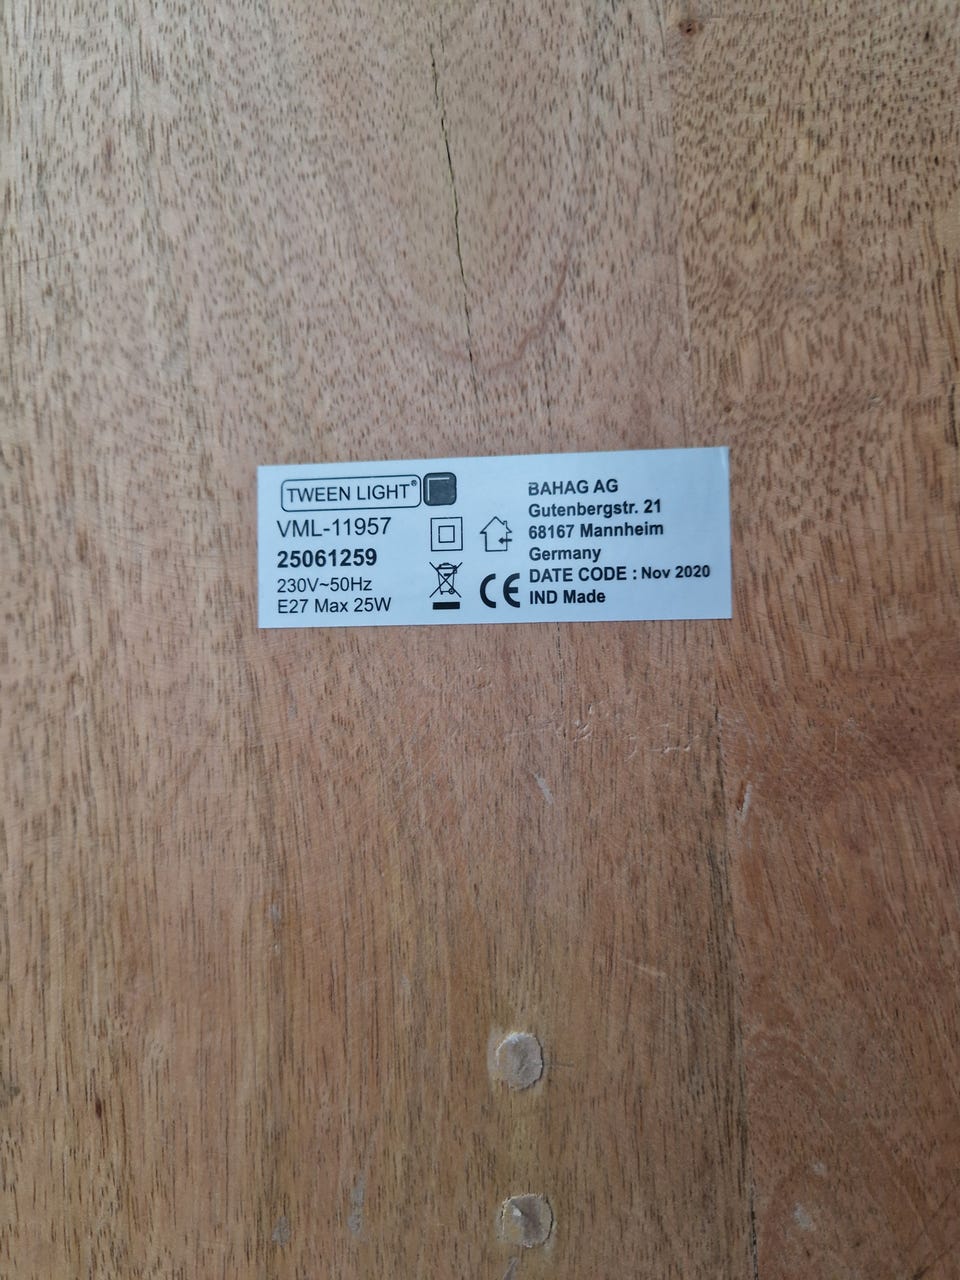 TWEEN LIGHT®
VML-11957
25061259
230V~50Hz
E27 Max 25W
CE
BAHAG AG
Gutenbergstr. 21
68167 Mannheim
Germany
DATE CODE : Nov 2020
IND Made